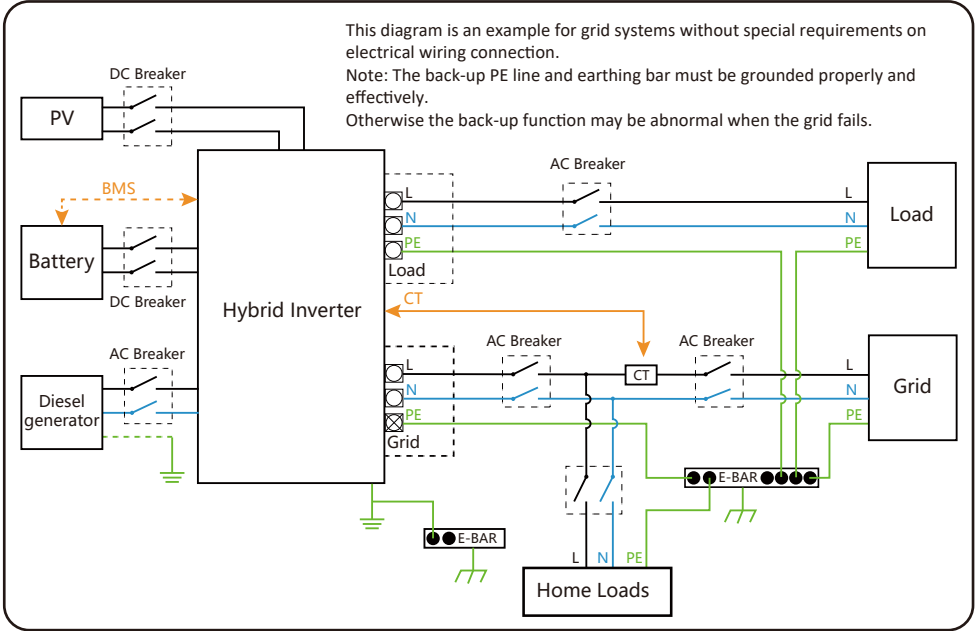 This diagram is an example for grid systems without special requirements on
electrical wiring connection.
Note: The back-up PE line and earthing bar must be grounded properly and
effectively.
Otherwise the back-up function may be abnormal when the grid fails.
DC Breaker
PV
BMS
Battery
DC Breaker
AC Breaker
Diesel
generator
Hybrid Inverter
L
N
PE
Load
AC Breaker
L
N
PE
Load
CT
AC Breaker
CT
AC Breaker
L
N
PE
Grid
L
N
PE
Grid
E-BAR
E-BAR
L
N
PE
Home Loads